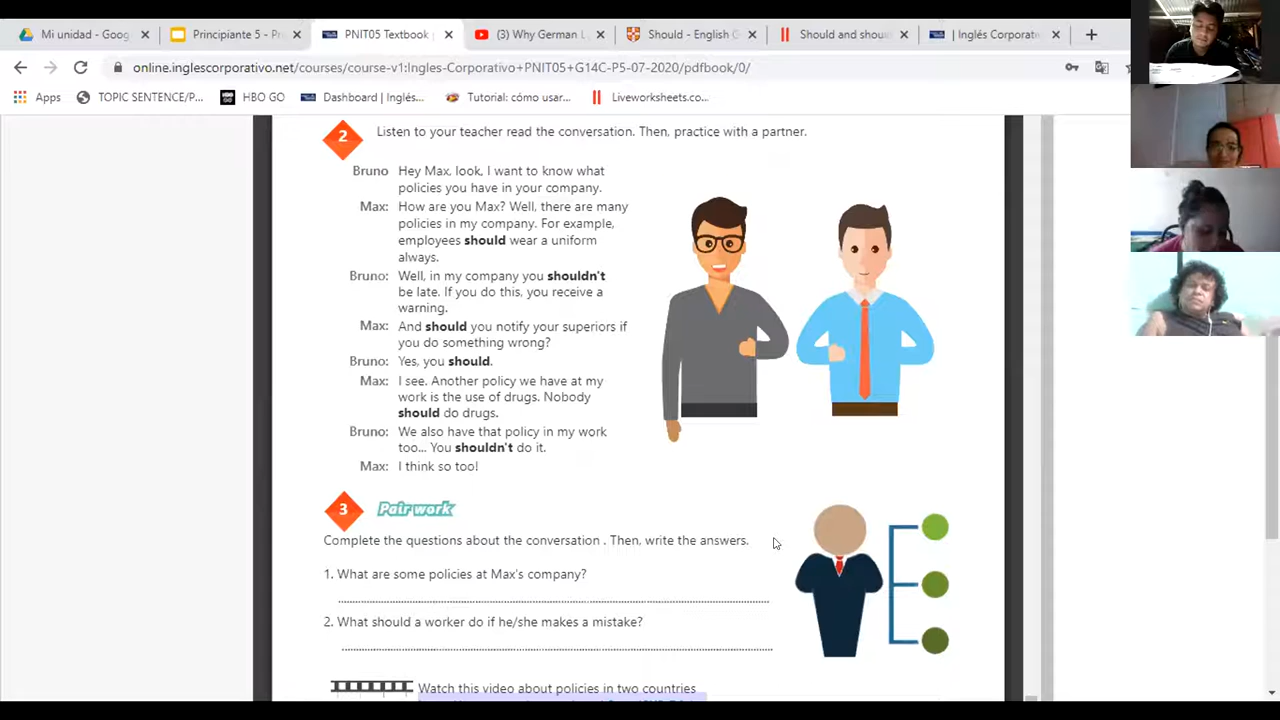 Mi unidad - Goog
Principiante 5 - P
PNIT05 Textbook
Why German
Should - English G
Should and shou
| Inglés Corporate
online.inglescorporativo.net/courses/course-v1:Ingles-Corporativo+PNIT05+G14C-P5-07-2020/pdfbook/0/
Apps
TOPIC SENTENCE/P...
HBO GO
Dashboard | Inglés...
Tutorial: cómo usar...
Liveworksheets.co...
2
Listen to your teacher read the conversation. Then, practice with a partner.
Bruno Hey Max, look, I want to know what
policies you have in your company.
Max: How are you Max? Well, there are many
policies in my company. For example,
employees should wear a uniform
always.
Bruno: Well, in my company you shouldn't
be late. If you do this, you receive a
warning.
Max: And should you notify your superiors if
you do something wrong?
Bruno: Yes, you should.
Max: I see. Another policy we have at my
work is the use of drugs. Nobody
should do drugs.
Bruno: We also have that policy in my work
too... You shouldn't do it.
Max: I think so too!
3
Pair work
Complete the questions about the conversation . Then, write the answers.
1. What are some policies at Max's company?
2. What should a worker do if he/she makes a mistake?
Watch this video about policies in two countries